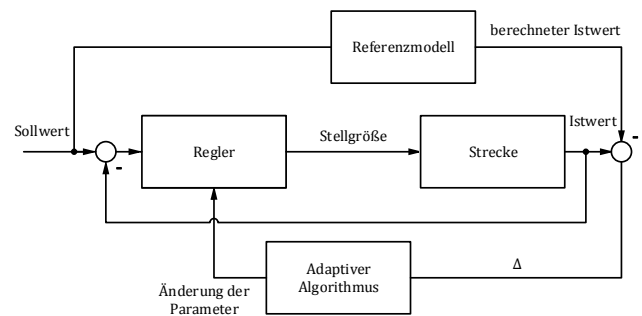 Referenzmodell
berechneter Istwert
-
Sollwert
Regler
Stellgröße
Strecke
Istwert
-
Adaptiver
Algorithmus
Δ
Änderung der
Parameter